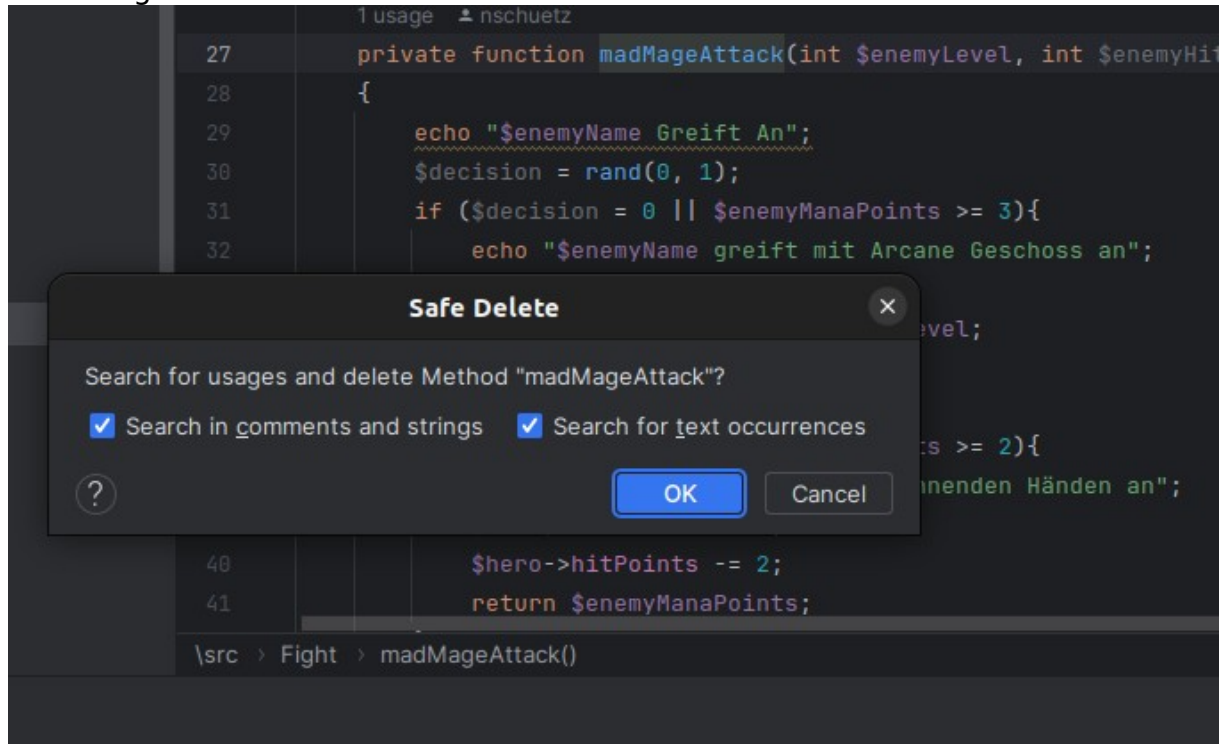 1 usage nschuetz
27 private function madMageAttack(int $enemyLevel, int $enemyHit
28 {
29 echo "$enemyName Greift An";
30 $decision = rand(0, 1);
31 if ($decision = 0 || $enemyManaPoints >= 3){
32 echo "$enemyName greift mit Arcane Geschoss an";
Safe Delete
evel;
Search for usages and delete Method "madMageAttack"?
Search in comments and strings Search for text occurrences
ts >= 2){
? OK Cancel
nnenden Händen an";
40 $hero->hitPoints -= 2;
41 return $enemyManaPoints;
\src › Fight › madMageAttack()